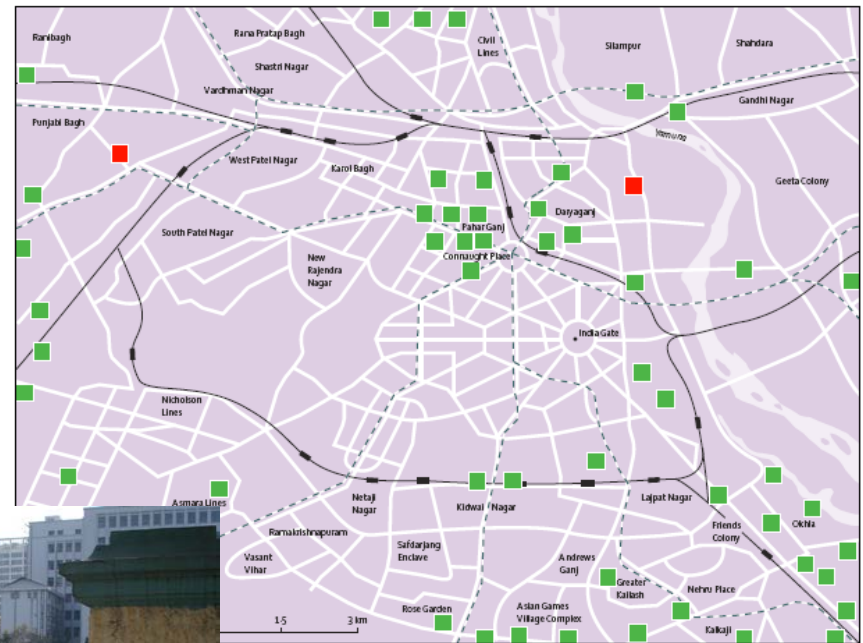 Ranibagh
Rana Pratap Bagh
Civil
Lines
Silampur
Shahdara
Shastri Nagar
Vardhman Nagar
Gandhi Nagar
Punjabi Bagh
Yamuna
West Patel Nagar
Karol Bagh
Geeta Colony
Daryaganj
South Patel Nagar
Pahar Ganj
New
Rajendra
Nagar
Connaught Place
India Gate
Nicholson
Lines
Asmara Lines
Netaji
Nagar
Kidwai Nagar
Lajpat Nagar
Friends
Colony
Okhla
Ramakrishnapuram
Safdarjang
Enclave
Vasant
Vihar
Andrews
Ganj
Greater
Kailash
Nehru Place
Rose Garden
Asian Games
Village Complex
Kalkaji
1·5 3 km